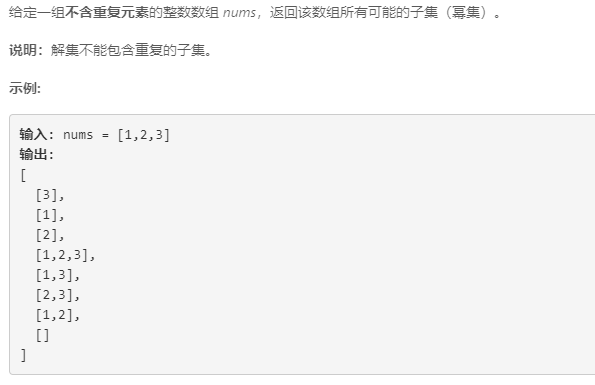 给定一组不含重复元素的整数数组 nums，返回该数组所有可能的子集（幂集）。
说明：解集不能包含重复的子集。
示例:
输入: nums = [1,2,3]
输出:
[
  [3],
  [1],
  [2],
  [1,2,3],
  [1,3],
  [2,3],
  [1,2],
  []
]